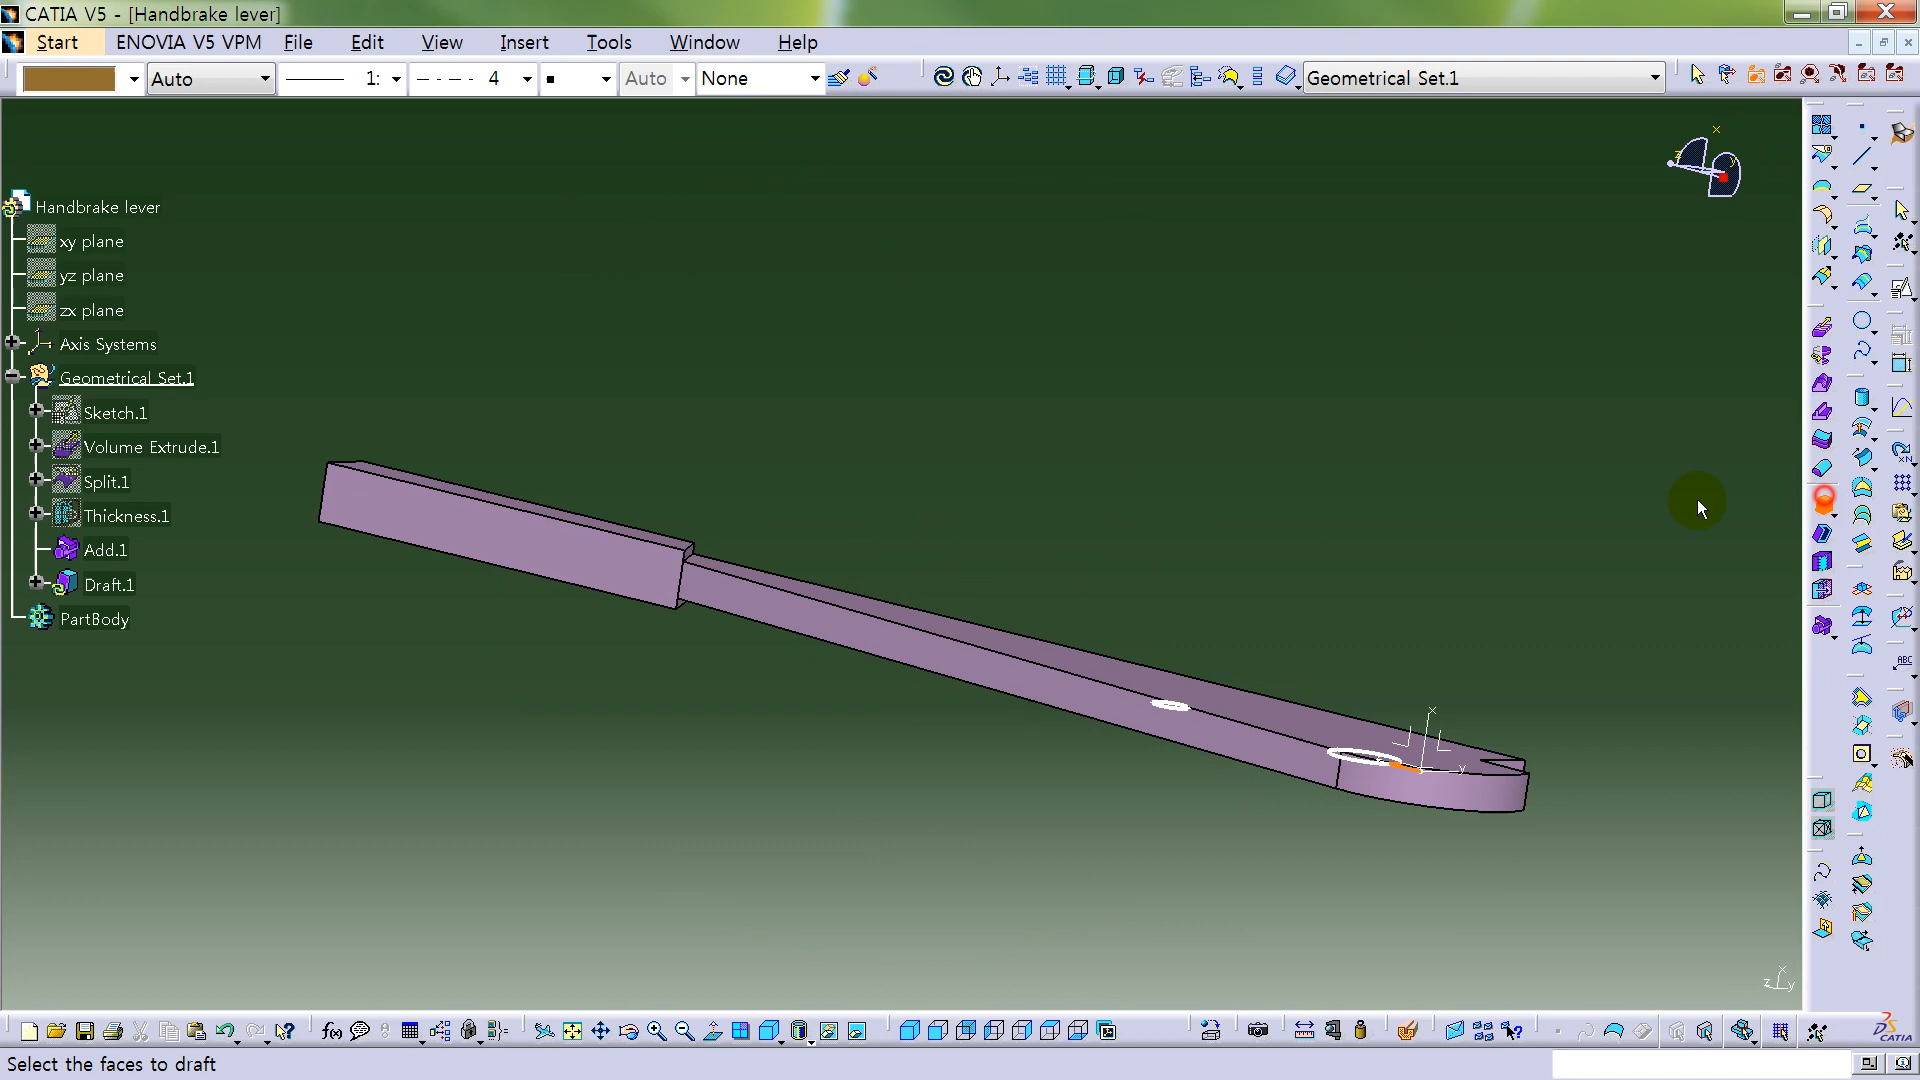 CATIA V5 - [Handbrake lever]
Start ENOVIA V5 VPM File Edit View Insert Tools Window Help
Auto 1: 4 Auto None Geometrical Set.1
x
z
y
Handbrake lever
xy plane
yz plane
zx plane
Axis Systems
Geometrical Set.1
Sketch.1
Volume Extrude.1
Split.1
Thickness.1
Add.1
Draft.1
PartBody
ABC
x
y
x
z y
f(x)
CATIA
Select the faces to draft